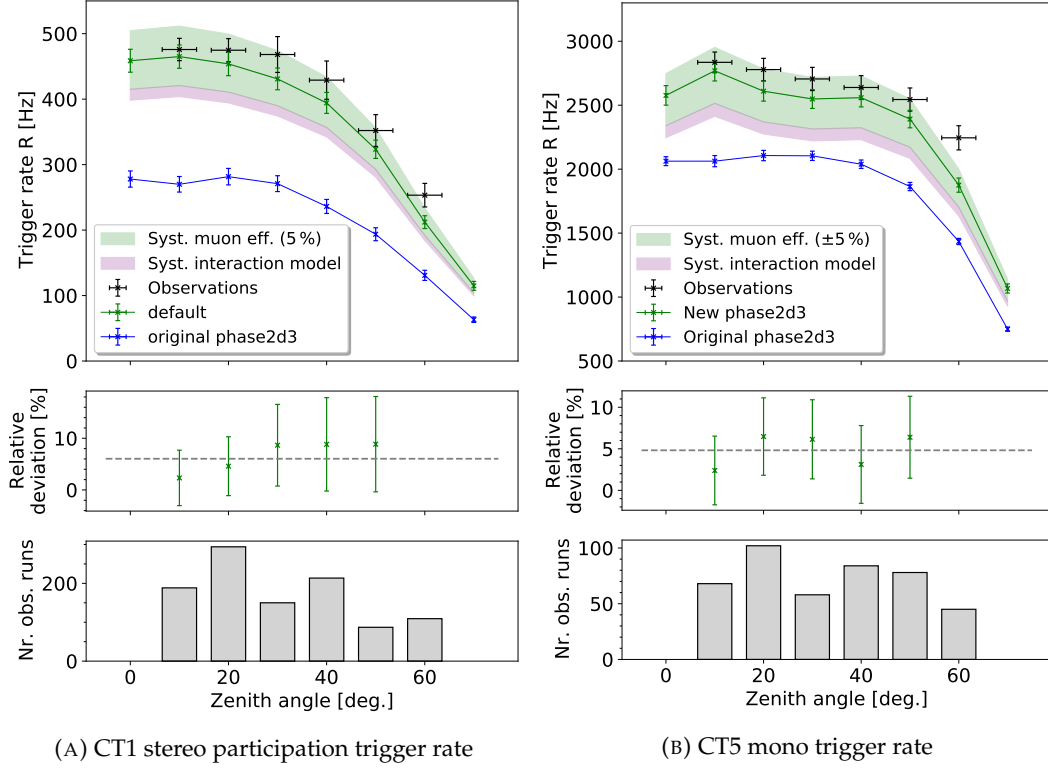 500
400
300
200
100
0
Trigger rate R [Hz]
Syst. muon eff. (5 %)
Syst. interaction model
Observations
default
original phase2d3
10
0
Relative
deviation [%]
200
0
Nr. obs. runs
0 20 40 60
Zenith angle [deg.]
(A) CT1 stereo participation trigger rate
3000
2500
2000
1500
1000
500
Trigger rate R [Hz]
Syst. muon eff. (±5 %)
Syst. interaction model
Observations
New phase2d3
Original phase2d3
10
5
0
Relative
deviation [%]
100
50
0
Nr. obs. runs
0 20 40 60
Zenith angle [deg.]
(B) CT5 mono trigger rate